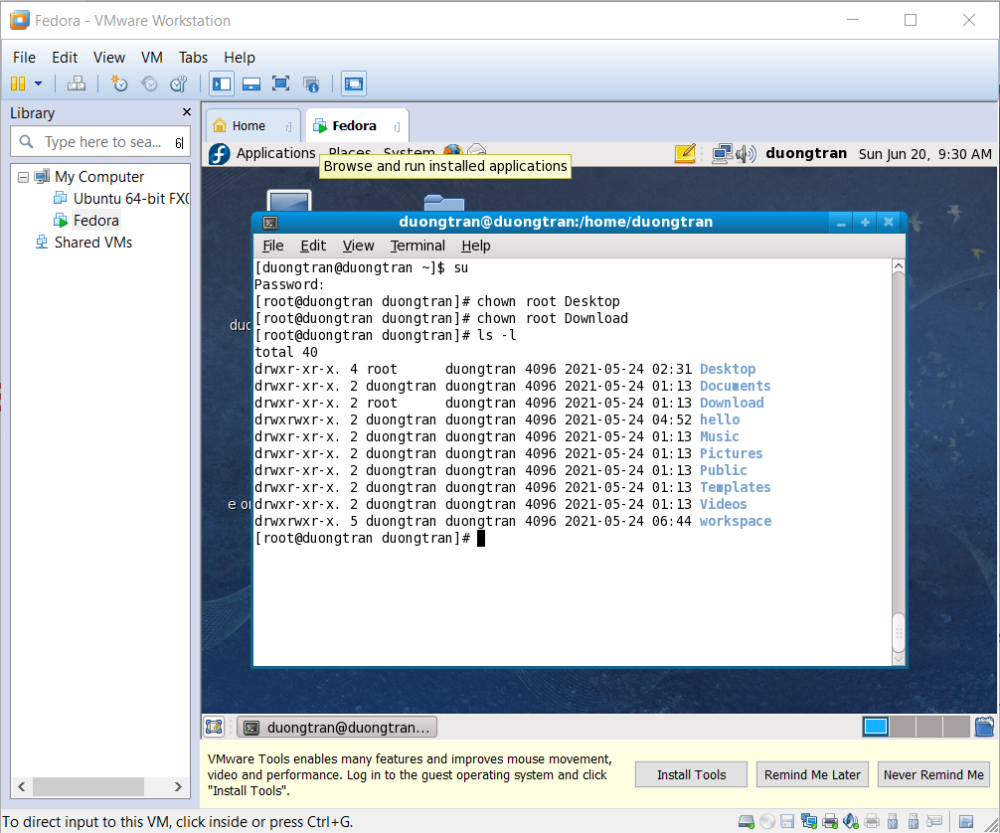 Fedora - VMware Workstation
File Edit View VM Tabs Help
Library
Type here to sea...
My Computer
Ubuntu 64-bit FX
Fedora
Shared VMs
Home
Fedora
Applications Places System
duongtran Sun Jun 20, 9:30 AM
Browse and run installed applications
duongtran@duongtran:/home/duongtran
File Edit View Terminal Help
[duongtran@duongtran ~]$ su
Password:
[root@duongtran duongtran]# chown root Desktop
[root@duongtran duongtran]# chown root Download
[root@duongtran duongtran]# ls -l
total 40
drwxr-xr-x. 4 root      duongtran 4096 2021-05-24 02:31 Desktop
drwxr-xr-x. 2 duongtran duongtran 4096 2021-05-24 01:13 Documents
drwxr-xr-x. 2 root      duongtran 4096 2021-05-24 01:13 Download
drwxrwxr-x. 2 duongtran duongtran 4096 2021-05-24 04:52 hello
drwxr-xr-x. 2 duongtran duongtran 4096 2021-05-24 01:13 Music
drwxr-xr-x. 2 duongtran duongtran 4096 2021-05-24 01:13 Pictures
drwxr-xr-x. 2 duongtran duongtran 4096 2021-05-24 01:13 Public
drwxr-xr-x. 2 duongtran duongtran 4096 2021-05-24 01:13 Templates
drwxr-xr-x. 2 duongtran duongtran 4096 2021-05-24 01:13 Videos
drwxrwxr-x. 5 duongtran duongtran 4096 2021-05-24 06:44 workspace
[root@duongtran duongtran]#
duongtran@duongtran...
VMware Tools enables many features and improves mouse movement,
video and performance. Log in to the guest operating system and click
"Install Tools".
Install Tools
Remind Me Later
Never Remind Me
To direct input to this VM, click inside or press Ctrl+G.